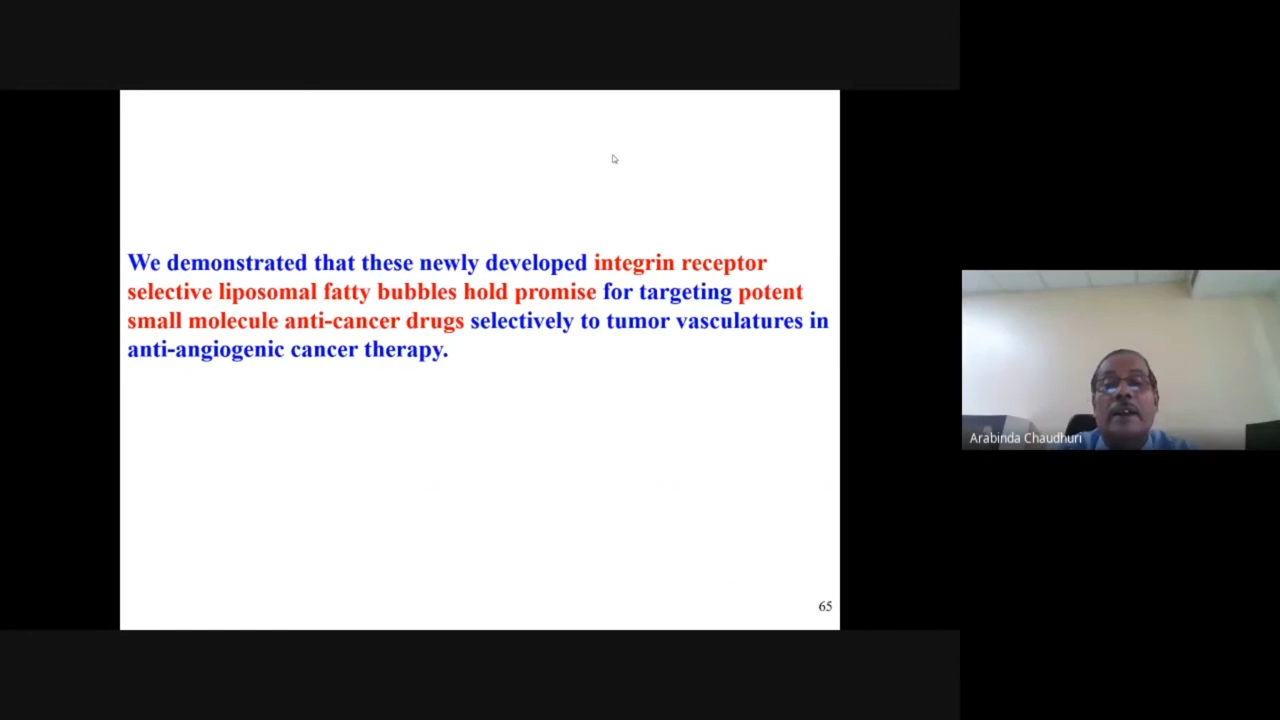 We demonstrated that these newly developed integrin receptor
selective liposomal fatty bubbles hold promise for targeting potent
small molecule anti-cancer drugs selectively to tumor vasculatures in
anti-angiogenic cancer therapy.
Arabinda Chaudhuri
65